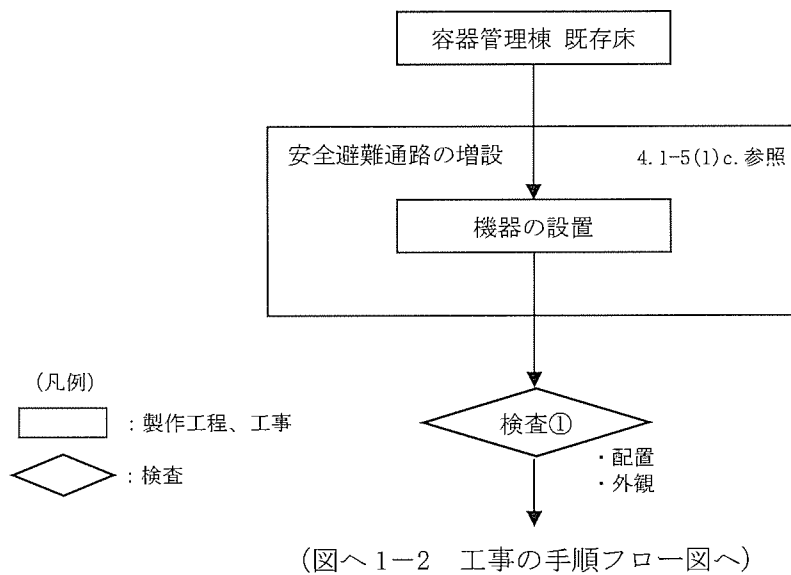 容器管理棟 既存床
安全避難通路の増設
4.1-5(1)c.参照
機器の設置
検査①
・配置
・外観
(凡例)
：製作工程、工事
：検査
(図へ1－2　工事の手順フロー図へ)